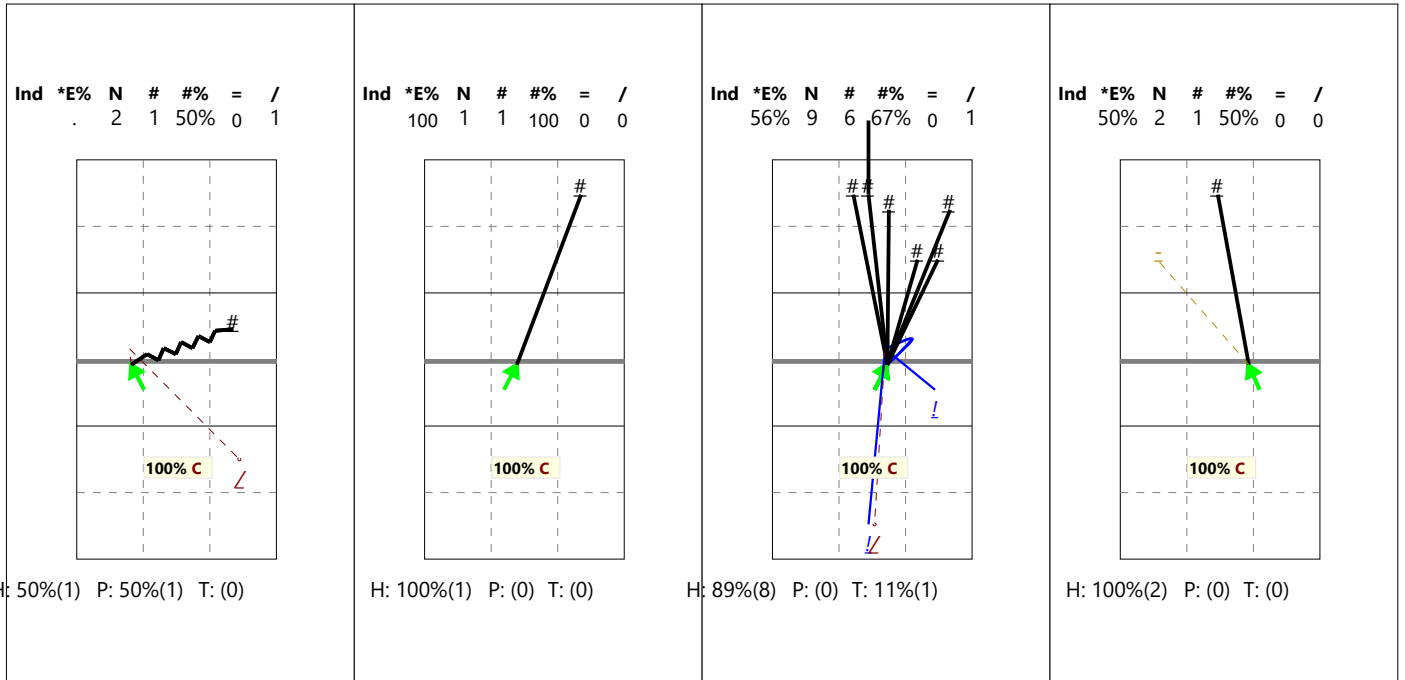 Ind *E% N # #% = /
. 2 1 50% 0 1
#
/
100% C
H: 50%(1) P: 50%(1) T: (0)
Ind *E% N # #% = /
100 1 1 100 0 0
#
100% C
H: 100%(1) P: (0) T: (0)
Ind *E% N # #% = /
56% 9 6 67% 0 1
# # # #
# #
!
100% C
! /
H: 89%(8) P: (0) T: 11%(1)
Ind *E% N # #% = /
50% 2 1 50% 0 0
#
-
100% C
H: 100%(2) P: (0) T: (0)